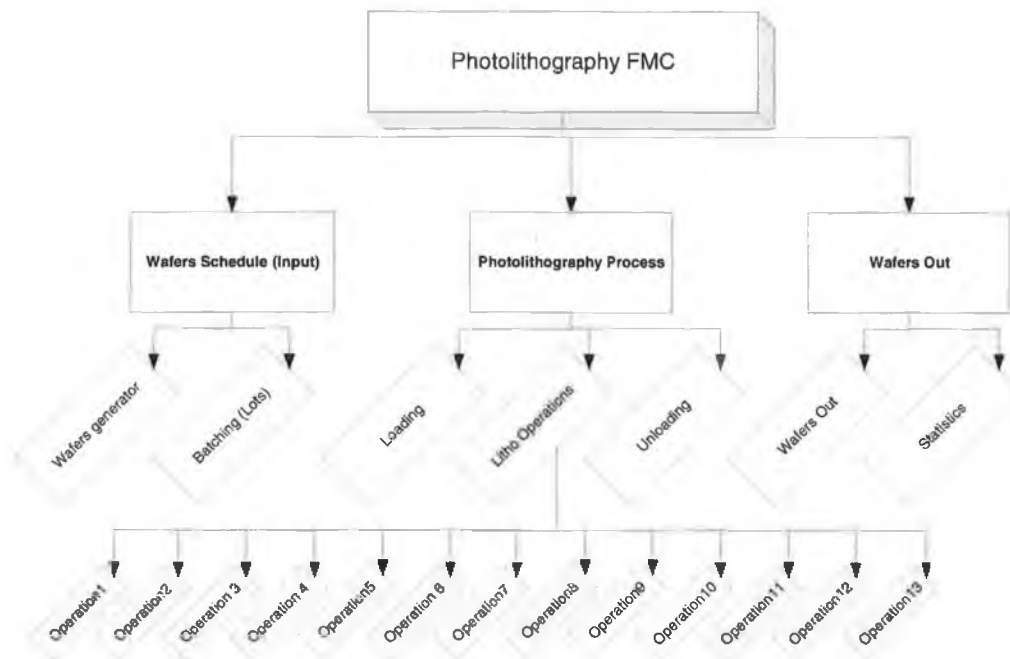 Photolithography FMC
Wafers Schedule (Input)
Photolithography Process
Wafers Out
Wafers generator
Batching (Lots)
Loading
Litho Operations
Unloading
Wafers Out
Statistics
Operation1
Operation2
Operation 3
Operation 4
Operation5
Operation 6
Operation7
Operation8
Operation9
Operation10
Operation11
Operation12
Operation13